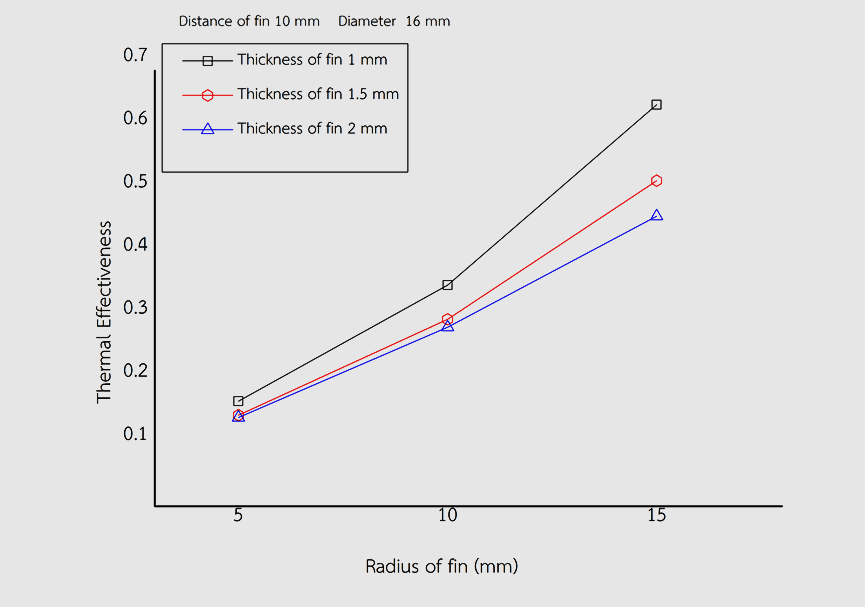 Distance of fin 10 mm Diameter 16 mm
Thickness of fin 1 mm
Thickness of fin 1.5 mm
Thickness of fin 2 mm
0.7
0.6
0.5
0.4
0.3
0.2
0.1
Thermal Effectiveness
5 10 15
Radius of fin (mm)